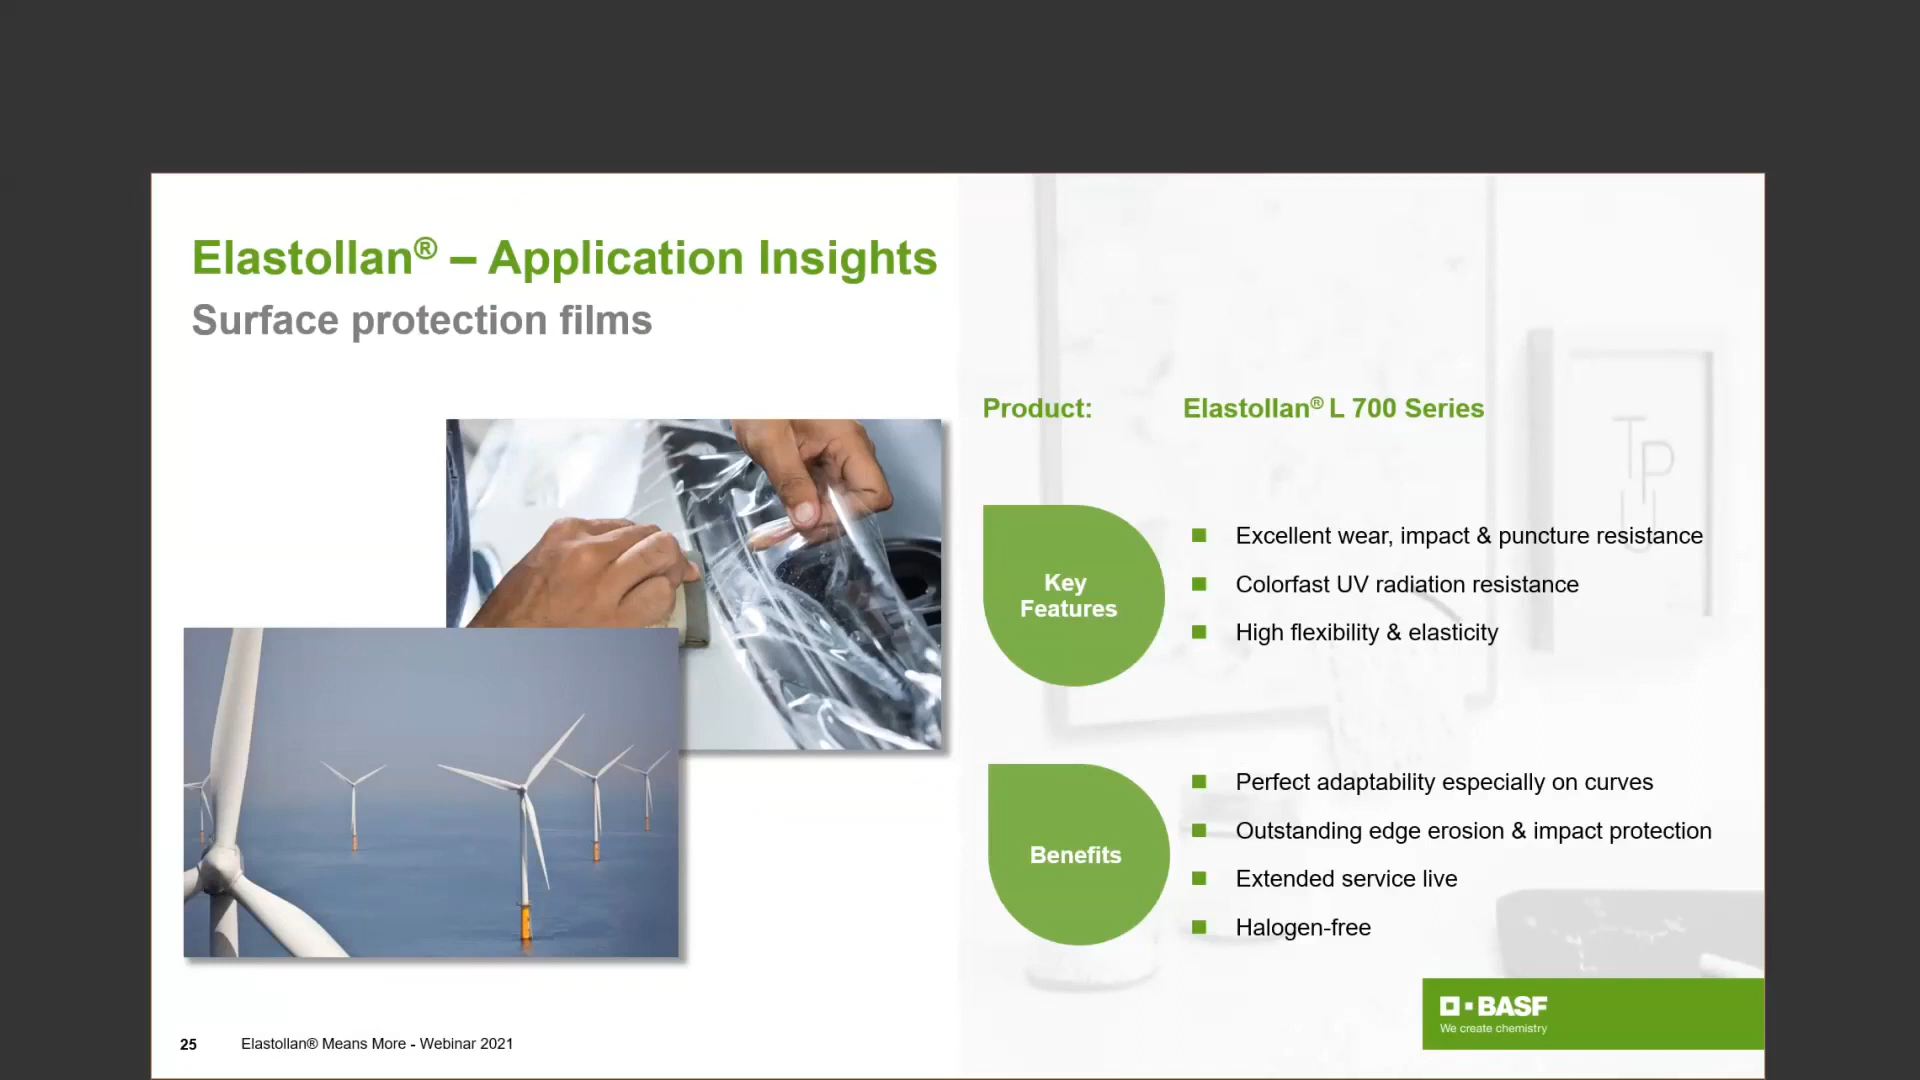 Elastollan® – Application Insights
Surface protection films
Product: Elastollan® L 700 Series
TPU
Key
Features
Excellent wear, impact & puncture resistance
Colorfast UV radiation resistance
High flexibility & elasticity
Benefits
Perfect adaptability especially on curves
Outstanding edge erosion & impact protection
Extended service live
Halogen-free
BASF
We create chemistry
25 Elastollan® Means More - Webinar 2021